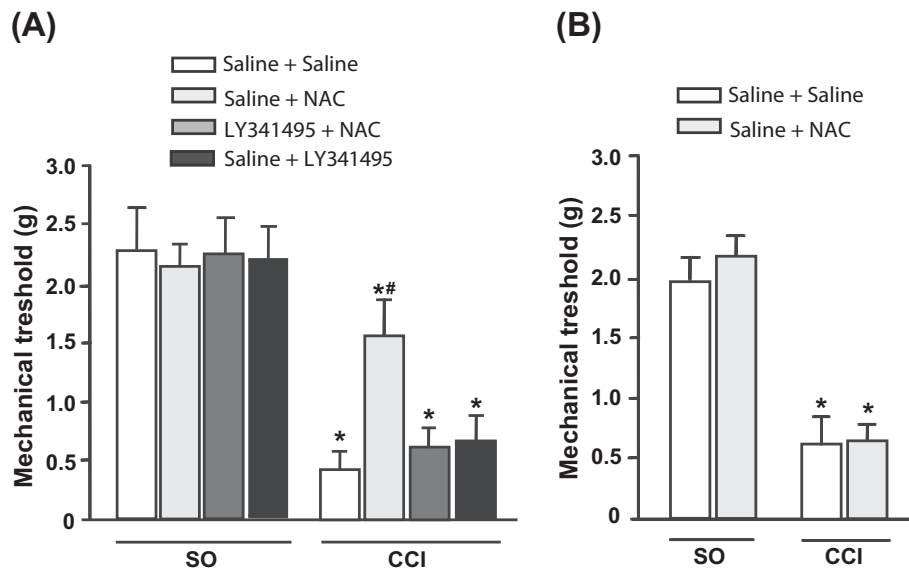 (A)
Saline + Saline
Saline + NAC
LY341495 + NAC
Saline + LY341495
Mechanical treshold (g)
3.0
2.5
2.0
1.5
1.0
0.5
0
*
*#
*
*
SO
CCI
(B)
Saline + Saline
Saline + NAC
Mechanical treshold (g)
3.0
2.5
2.0
1.5
1.0
0.5
0
*
*
SO
CCI